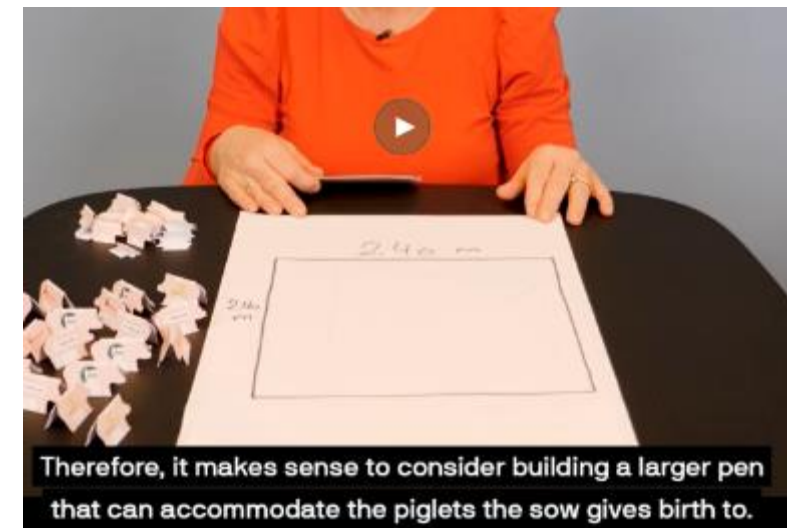 2.40 m
m
Therefore, it makes sense to consider building a larger pen
that can accommodate the piglets the sow gives birth to.